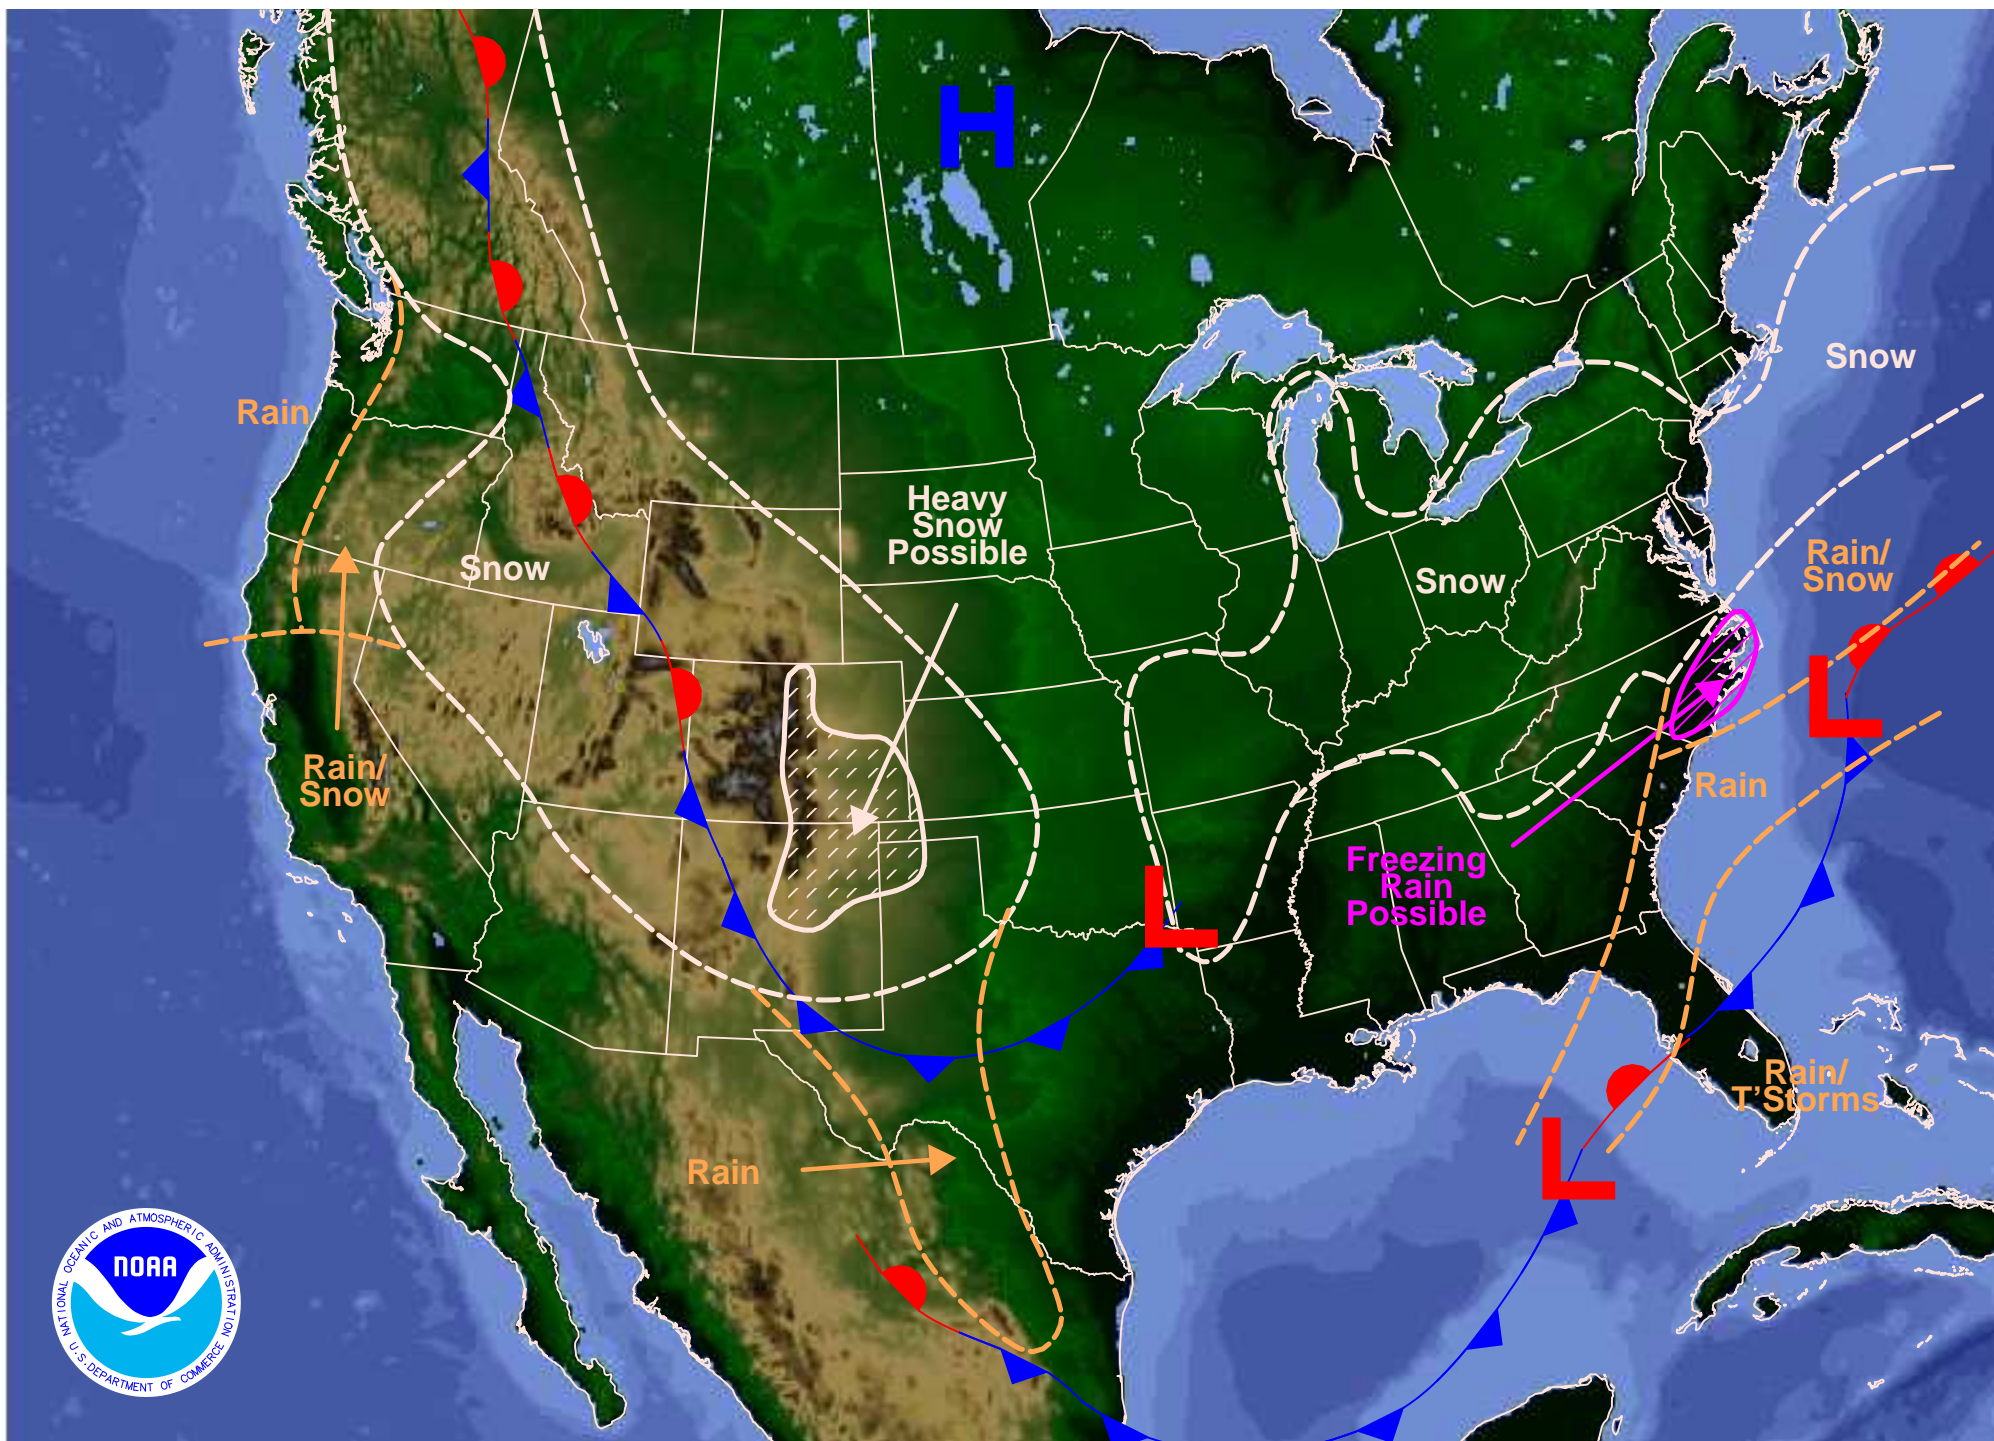 H
Snow
Rain
Heavy
Snow
Possible
Snow
Snow
Rain/
Snow
L
Rain/
Snow
Rain
Freezing
Rain
Possible
L
Rain/
T'Storms
L
Rain
NATIONAL OCEANIC AND ATMOSPHERIC ADMINISTRATION
NOAA
U.S. DEPARTMENT OF COMMERCE